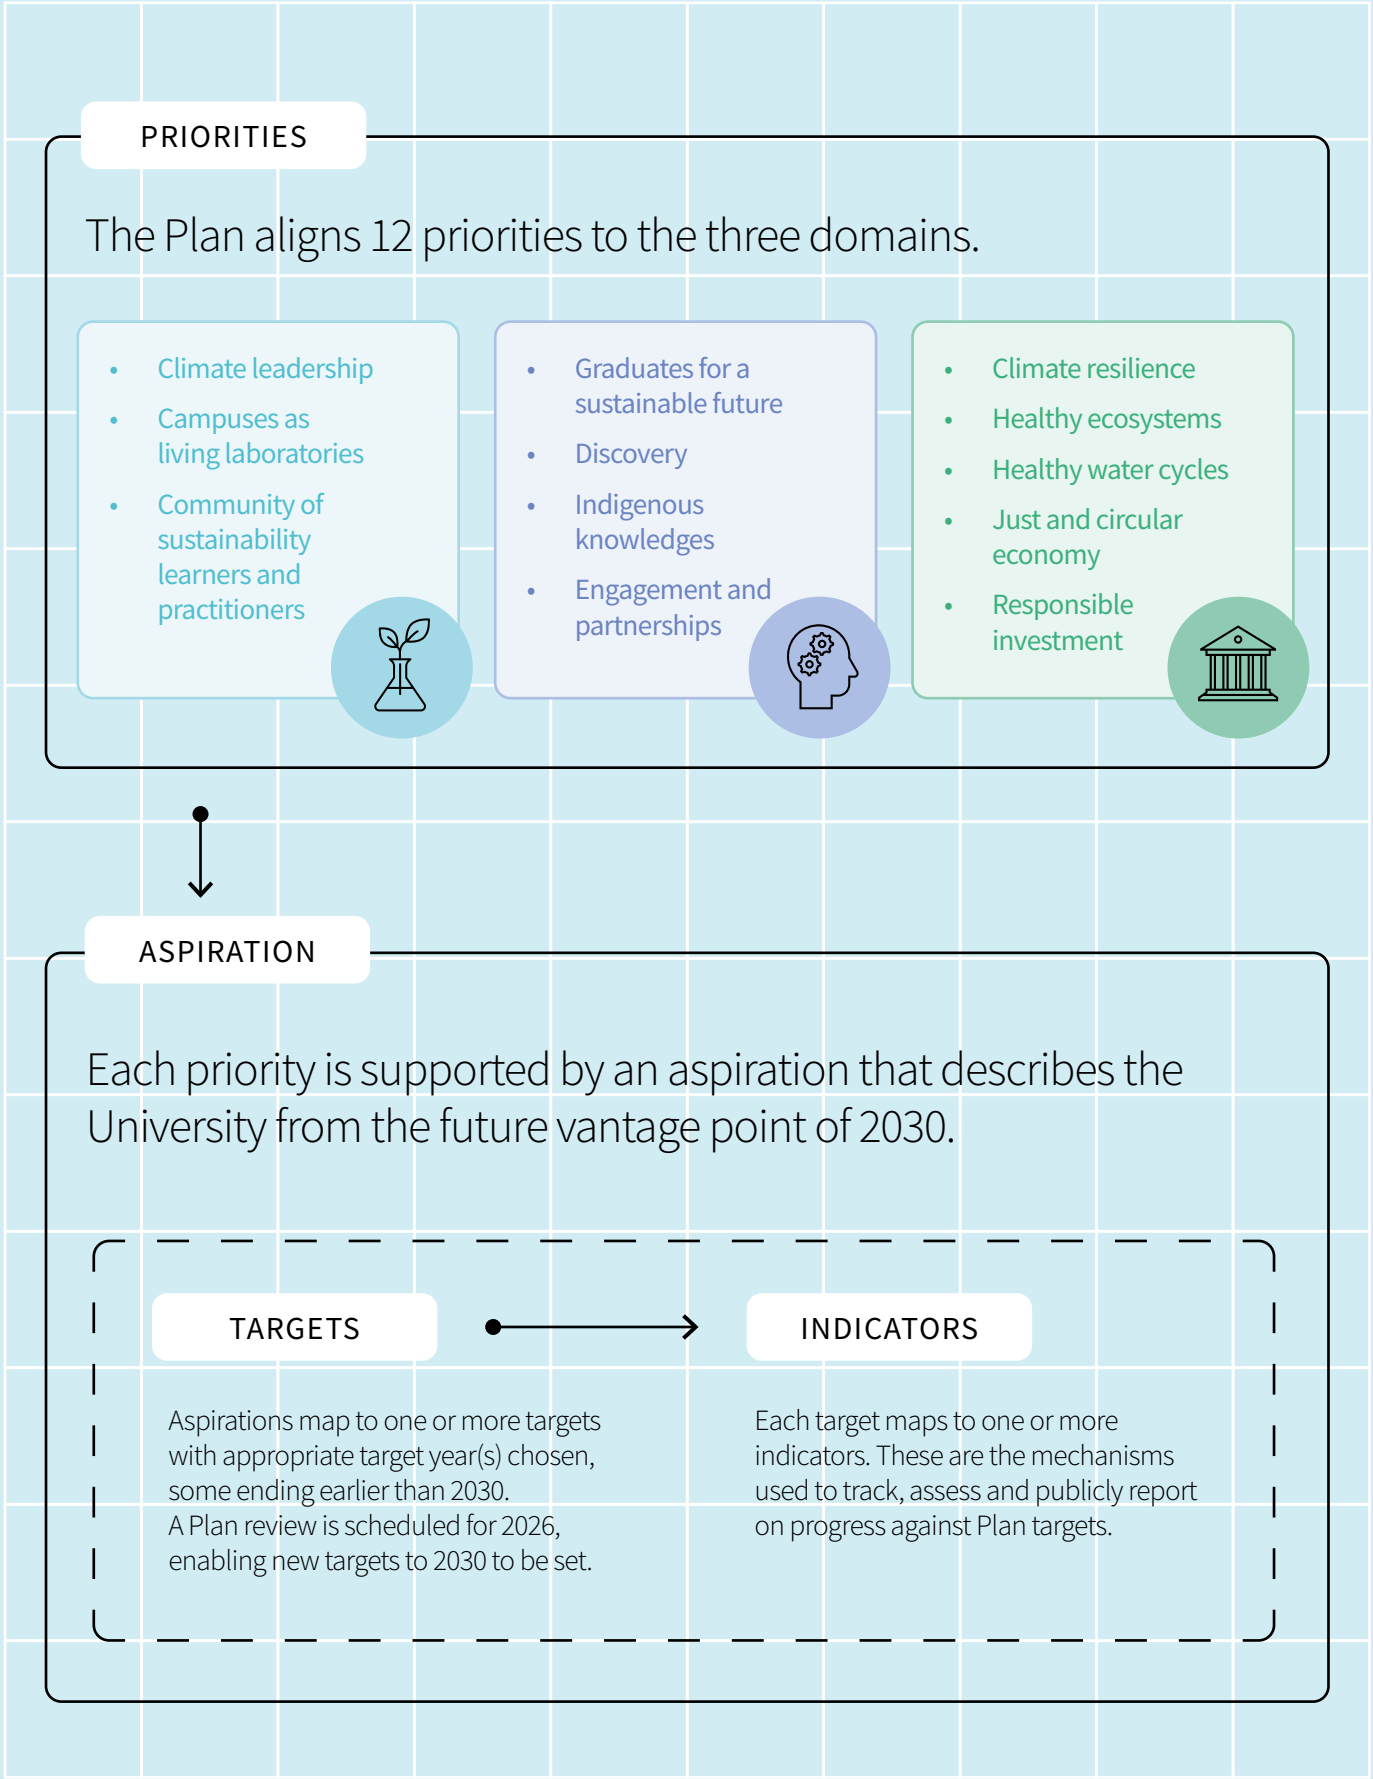 PRIORITIES
The Plan aligns 12 priorities to the three domains.
• Climate leadership
• Campuses as
living laboratories
• Community of
sustainability
learners and
practitioners
• Graduates for a
sustainable future
• Discovery
• Indigenous
knowledges
• Engagement and
partnerships
• Climate resilience
• Healthy ecosystems
• Healthy water cycles
• Just and circular
economy
• Responsible
investment
ASPIRATION
Each priority is supported by an aspiration that describes the
University from the future vantage point of 2030.
TARGETS
Aspirations map to one or more targets
with appropriate target year(s) chosen,
some ending earlier than 2030.
A Plan review is scheduled for 2026,
enabling new targets to 2030 to be set.
INDICATORS
Each target maps to one or more
indicators. These are the mechanisms
used to track, assess and publicly report
on progress against Plan targets.